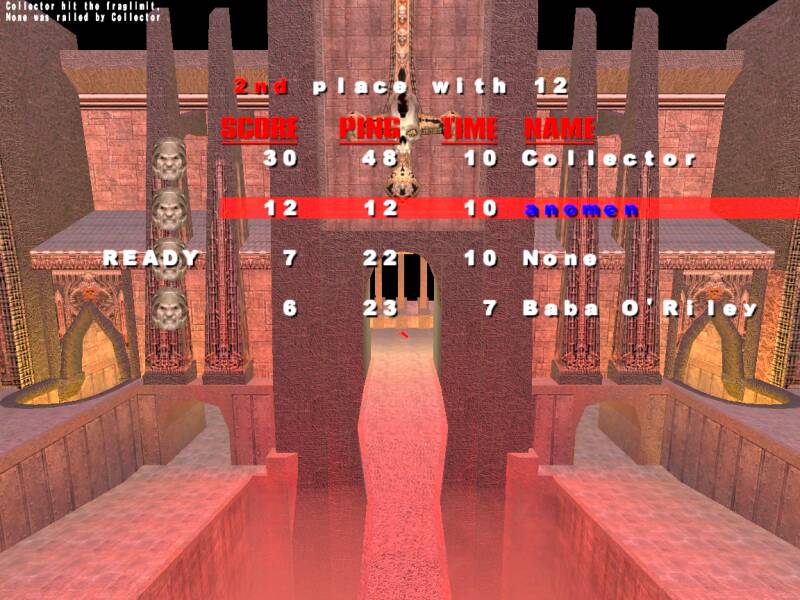 Collector hit the fraglimit.
None was railed by Collector
2nd place with 12
SCORE PING TIME NAME
30 48 10 Collector
12 12 10 anomen
READY 7 22 10 None
6 23 7 Baba O'Riley